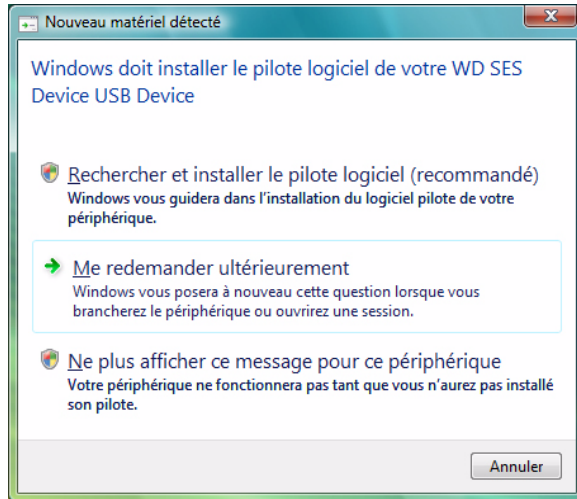 Nouveau matériel détecté
Windows doit installer le pilote logiciel de votre WD SES
Device USB Device
Rechercher et installer le pilote logiciel (recommandé)
Windows vous guidera dans l'installation du logiciel pilote de votre
périphérique.
Me redemander ultérieurement
Windows vous posera à nouveau cette question lorsque vous
brancherez le périphérique ou ouvrirez une session.
Ne plus afficher ce message pour ce périphérique
Votre périphérique ne fonctionnera pas tant que vous n'aurez pas installé
son pilote.
Annuler